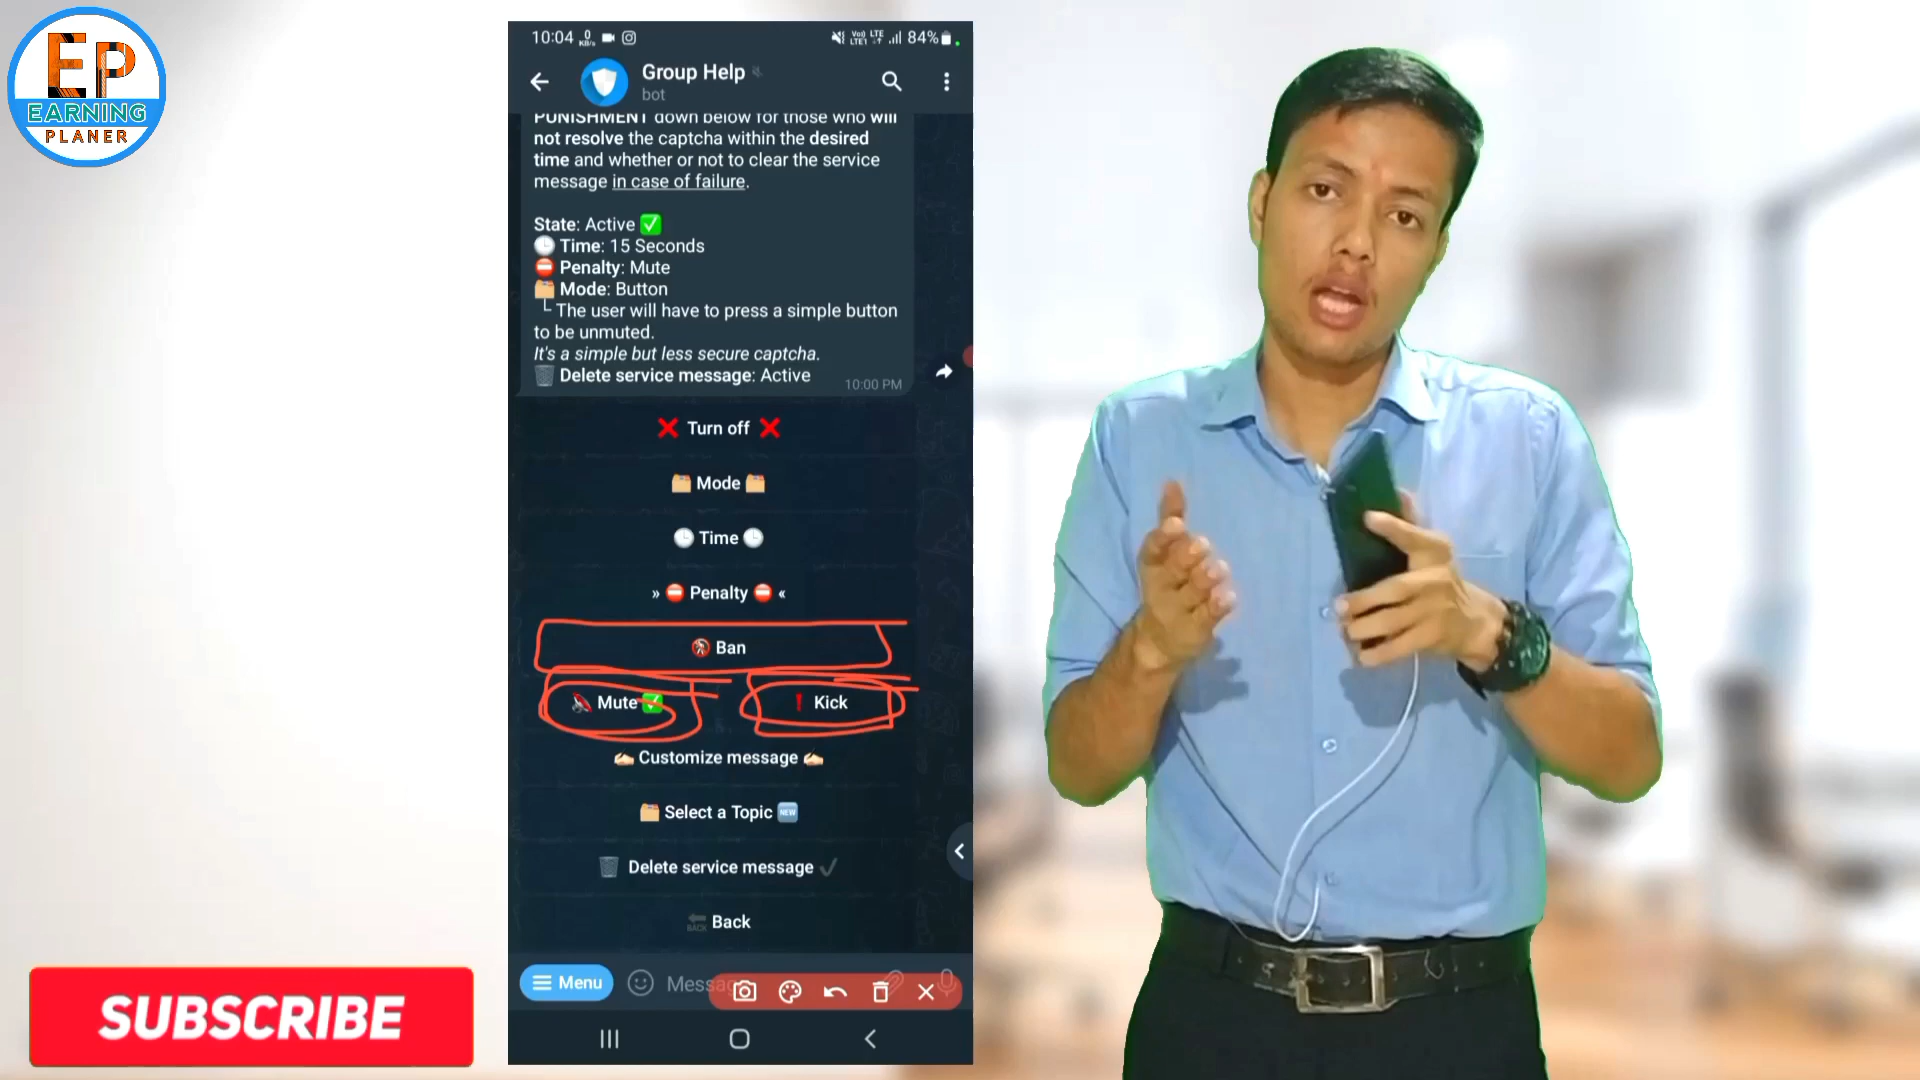 EP
EARNING
PLANER
10:04 0 KB/s 84%
Group Help
bot
PUNISHMENT down below for those who will
not resolve the captcha within the desired
time and whether or not to clear the service
message in case of failure.
State: Active ✅
🕒 Time: 15 Seconds
⛔ Penalty: Mute
🗂 Mode: Button
└ The user will have to press a simple button
to be unmuted.
It's a simple but less secure captcha.
🗑 Delete service message: Active
10:00 PM
❌ Turn off ❌
🗂 Mode 🗂
🕒 Time 🕒
» ⛔ Penalty ⛔ «
🚷 Ban
🔇 Mute ✅
❗ Kick
✍🏻 Customize message ✍🏻
🗂 Select a Topic 🆕
🗑 Delete service message ✔
🔙 Back
Menu
SUBSCRIBE